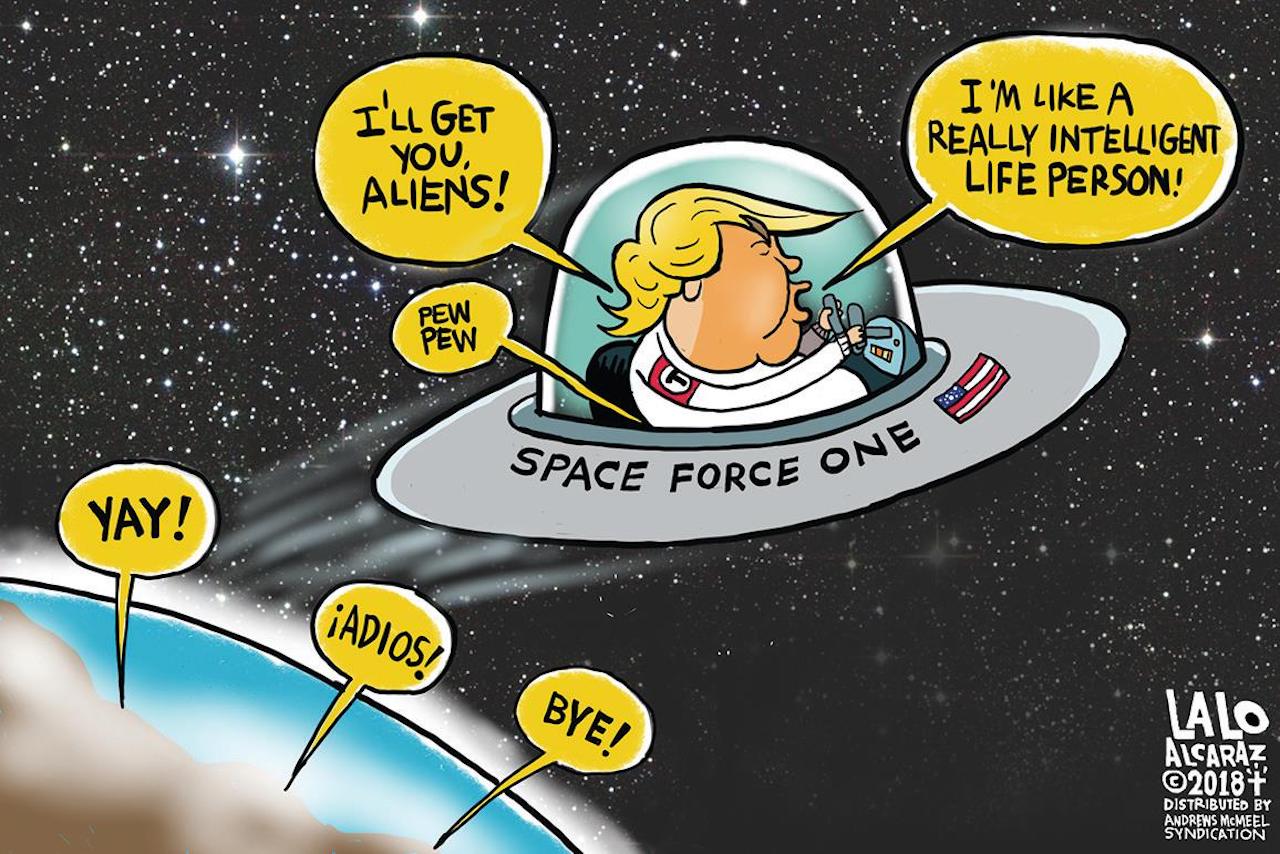 I'LL GET
YOU,
ALIENS!
I'M LIKE A
REALLY INTELLIGENT
LIFE PERSON!
PEW
PEW
T
SPACE FORCE ONE
YAY!
¡ADIOS!
BYE!
LALO
ALCARAZ
©2018
DISTRIBUTED BY
ANDREWS McMEEL
SYNDICATION